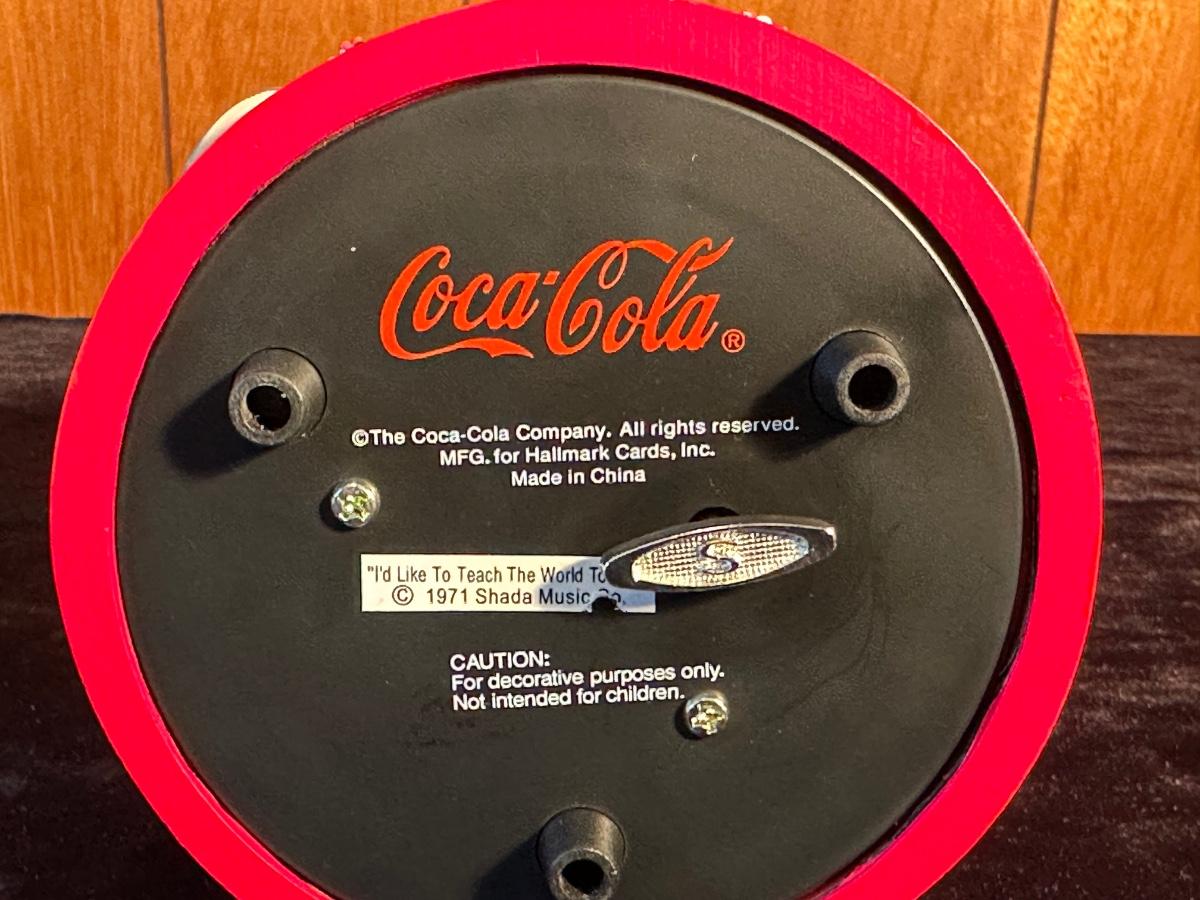 Coca-Cola®
©The Coca-Cola Company. All rights reserved.
MFG. for Hallmark Cards, Inc.
Made in China
S
"I'd Like To Teach The World To
© 1971 Shada Music Co.
CAUTION:
For decorative purposes only.
Not intended for children.